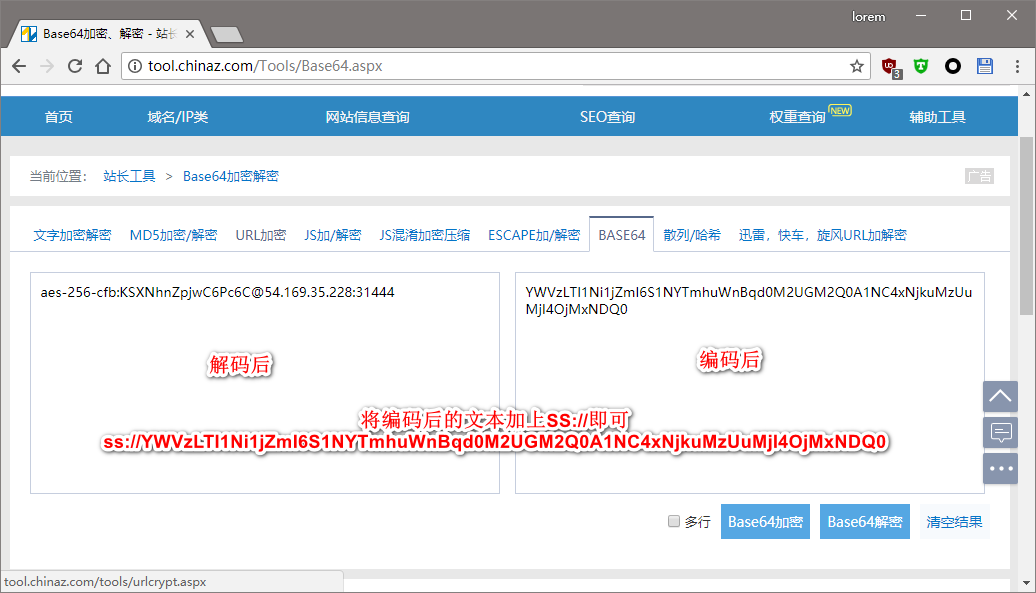 lorem
Base64加密、解密 - 站长
tool.chinaz.com/Tools/Base64.aspx
3
首页
域名/IP类
网站信息查询
SEO查询
权重查询
NEW
辅助工具
当前位置： 站长工具 > Base64加密解密
广告
文字加密解密
MD5加密/解密
URL加密
JS加/解密
JS混淆加密压缩
ESCAPE加/解密
BASE64
散列/哈希
迅雷，快车，旋风URL加解密
aes-256-cfb:KSXNhnZpjwC6Pc6C@54.169.35.228:31444
YWVzLTI1Ni1jZmI6S1NYTmhuWnBqd0M2UGM2Q0A1NC4xNjkuMzUu
MjI4OjMxNDQ0
解码后
编码后
将编码后的文本加上SS://即可
ss://YWVzLTI1Ni1jZmI6S1NYTmhuWnBqd0M2UGM2Q0A1NC4xNjkuMzUuMjI4OjMxNDQ0
多行
Base64加密
Base64解密
清空结果
tool.chinaz.com/tools/urlcrypt.aspx